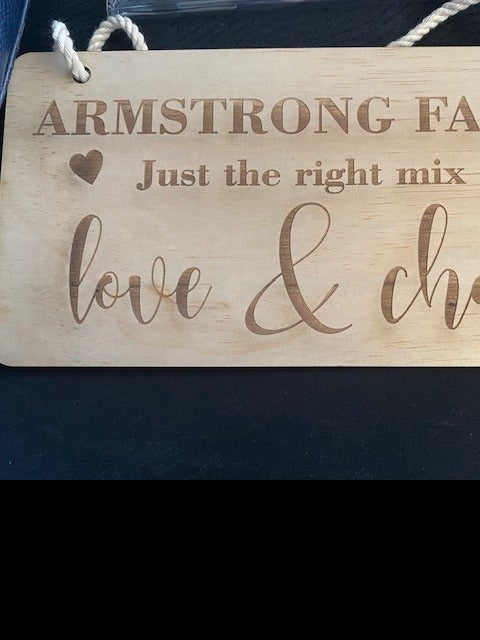 ARMSTRONG FA
Just the right mix
love & ch